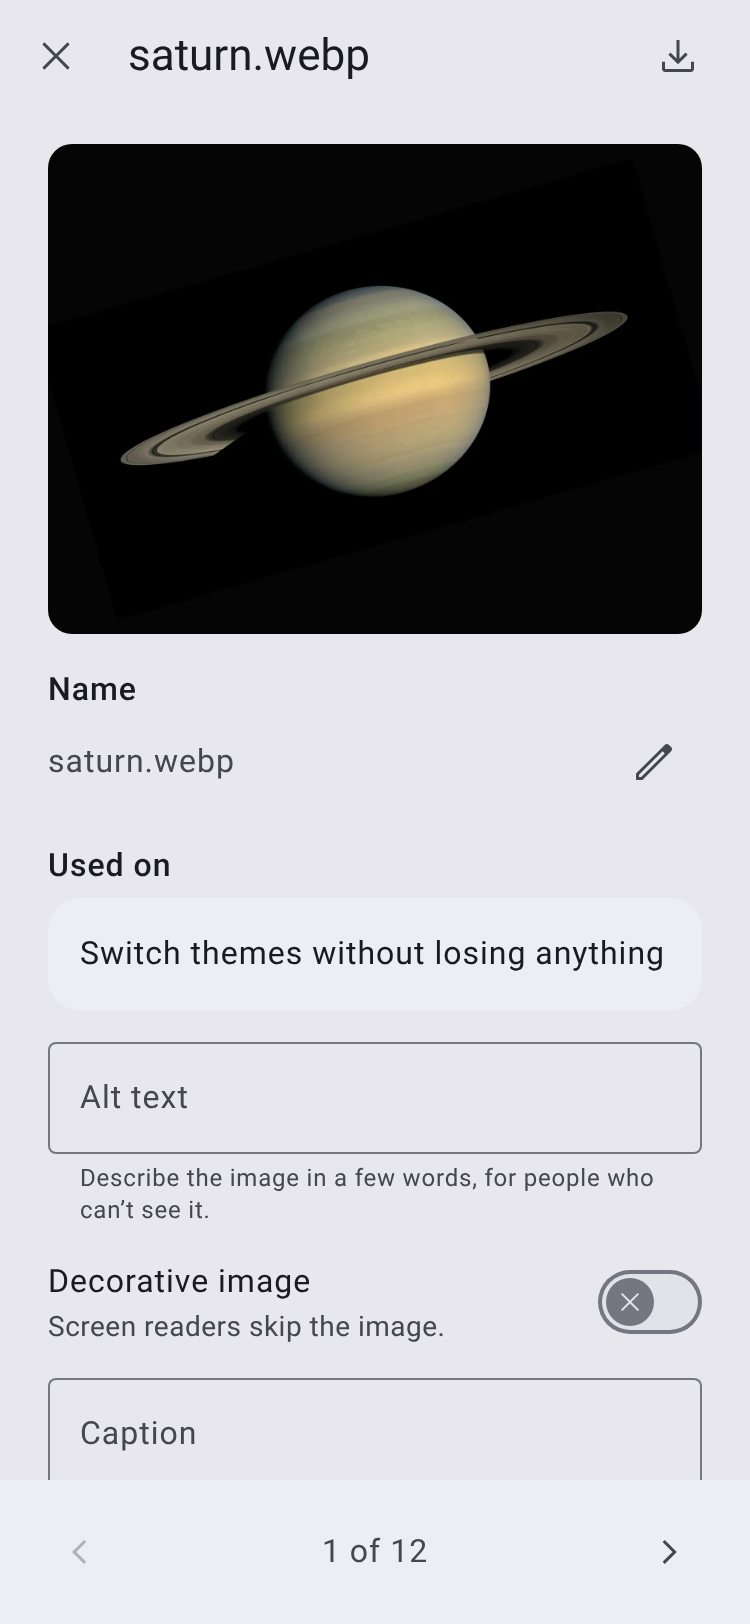 saturn.webp
Name
saturn.webp
Used on
Switch themes without losing anything
Alt text
Describe the image in a few words, for people who
can’t see it.
Decorative image
Screen readers skip the image.
Caption
1 of 12